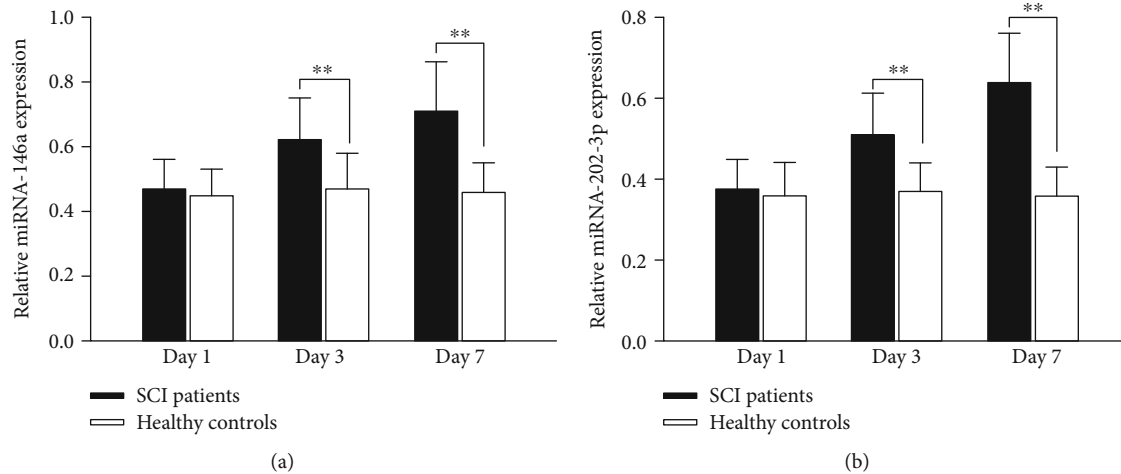 Relative miRNA-146a expression
1.0
0.8
0.6
0.4
0.2
0.0
**
**
Day 1
Day 3
Day 7
SCI patients
Healthy controls
(a)
Relative miRNA-202-3p expression
0.8
0.6
0.4
0.2
0.0
**
**
Day 1
Day 3
Day 7
SCI patients
Healthy controls
(b)